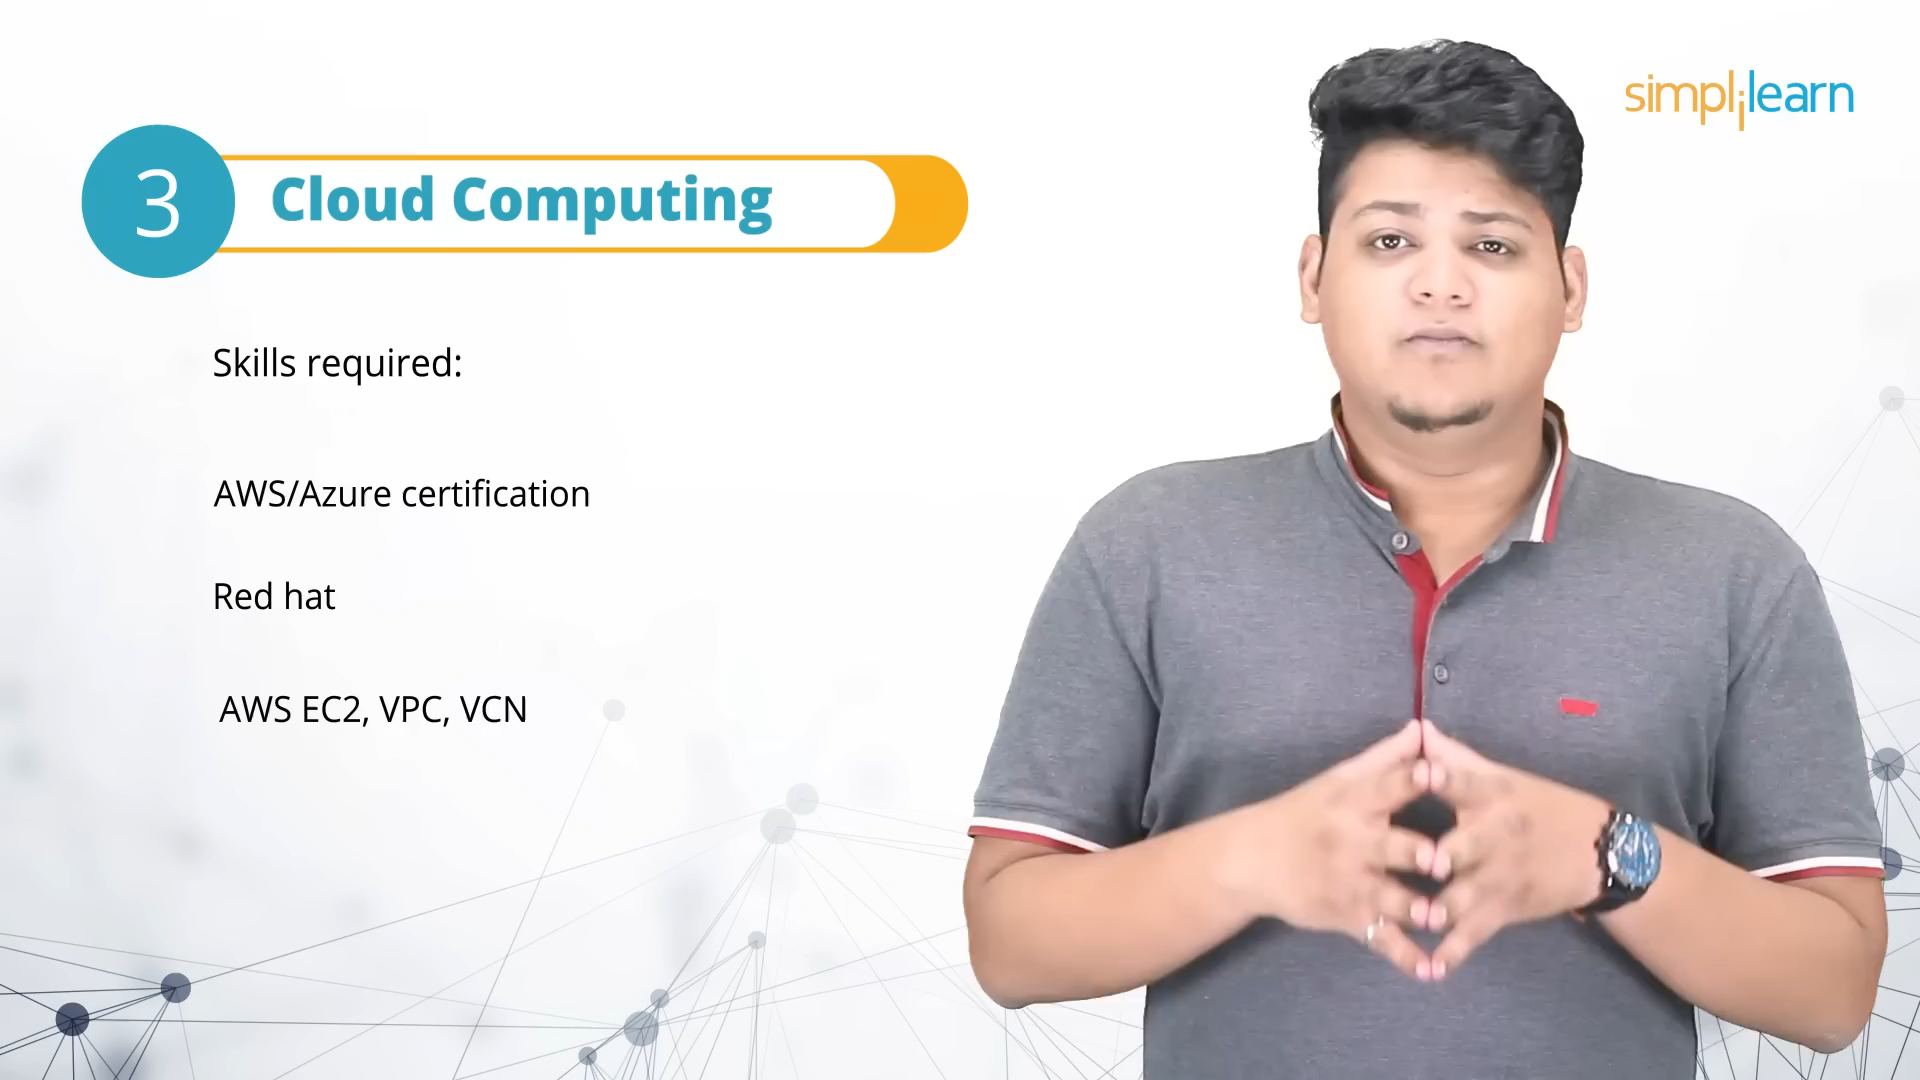 simplilearn
3
Cloud Computing
Skills required:
AWS/Azure certification
Red hat
AWS EC2, VPC, VCN